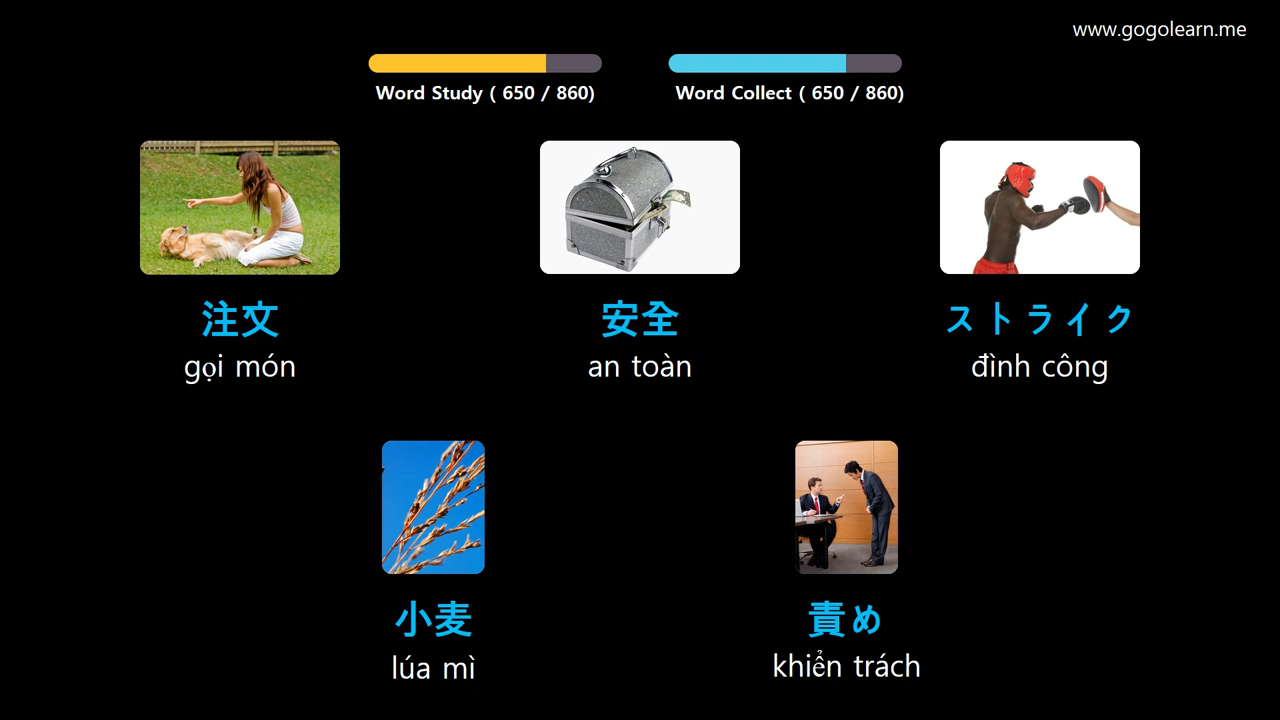 www.gogolearn.me
Word Study ( 650 / 860)
Word Collect ( 650 / 860)
注文
gọi món
安全
an toàn
ストライク
đình công
小麦
lúa mì
責め
khiển trách